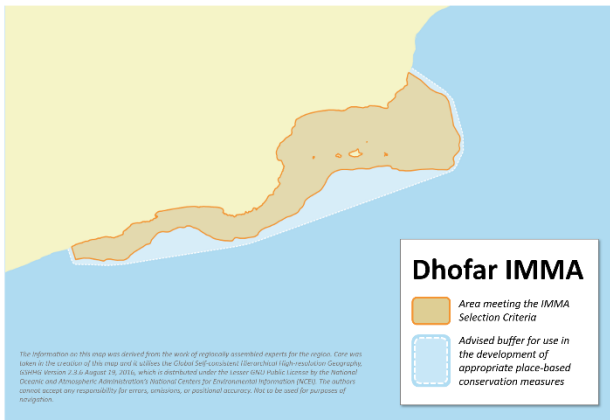 Dhofar IMMA
Area meeting the IMMA
Selection Criteria
Advised buffer for use in
the development of
appropriate place-based
conservation measures
The information on this map was derived from the work of regionally assembled experts for the region. Care was
taken in the creation of this map and it utilises the Global Self-consistent Hierarchical High-resolution Geography,
GSHHG Version 2.3.6 August 19, 2016, which is distributed under the Lesser GNU Public License by the National
Oceanic and Atmospheric Administration's National Centers for Environmental Information (NCEI). The authors
cannot accept any responsibility for errors, omissions, or positional accuracy. Not to be used for purposes of
navigation.